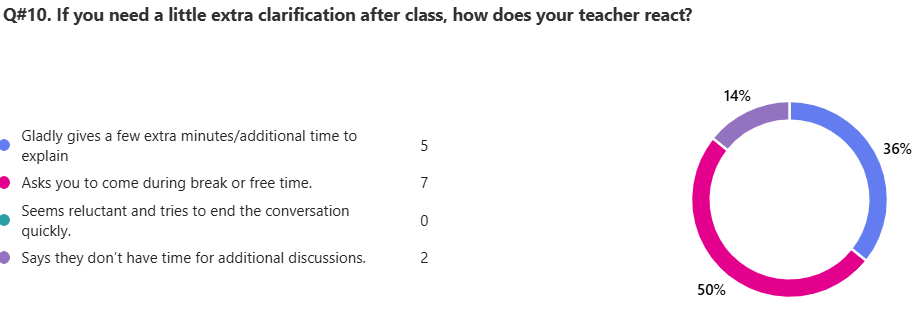 Q#10. If you need a little extra clarification after class, how does your teacher react?
14%
36%
50%
Gladly gives a few extra minutes/additional time to
explain
5
Asks you to come during break or free time.
7
Seems reluctant and tries to end the conversation
quickly.
0
Says they don't have time for additional discussions.
2